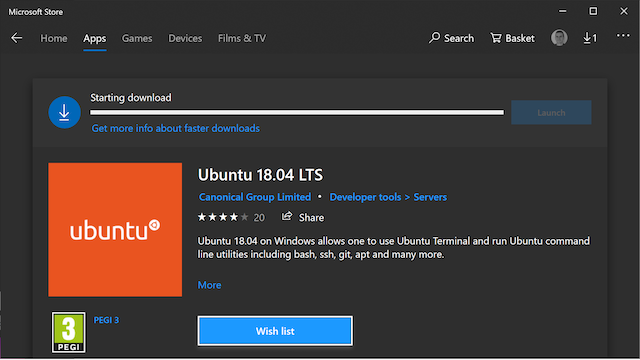 Microsoft Store
Home Apps Games Devices Films & TV Search Basket 1
Starting download
Launch
Get more info about faster downloads
Ubuntu 18.04 LTS
Canonical Group Limited • Developer tools > Servers
20 Share
ubuntu
Ubuntu 18.04 on Windows allows one to use Ubuntu Terminal and run Ubuntu command
line utilities including bash, ssh, git, apt and many more.
More
3
PEGI
PEGI 3
Wish list